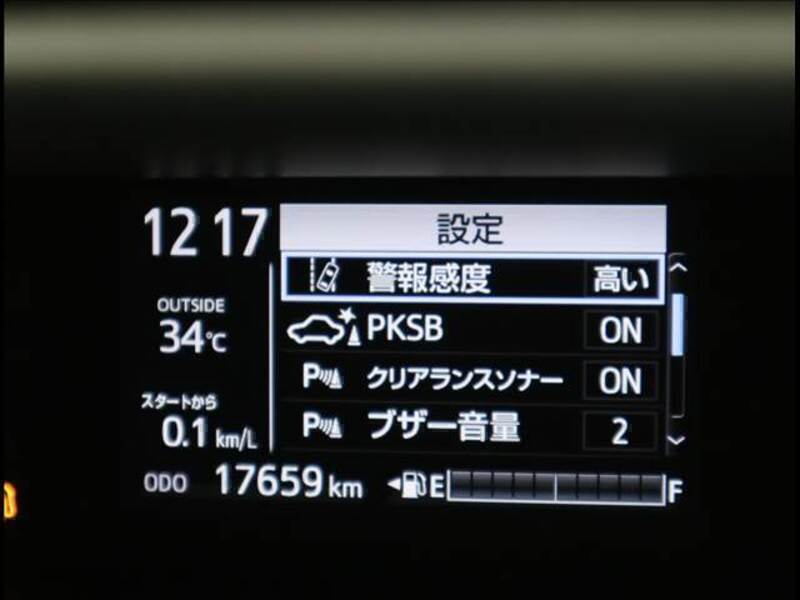 12 17
設定
警報感度 高い
OUTSIDE
34℃
PKSB ON
P クリアランスソナー ON
スタートから
0.1 km/L
P ブザー音量 2
ODO 17659 km
E F